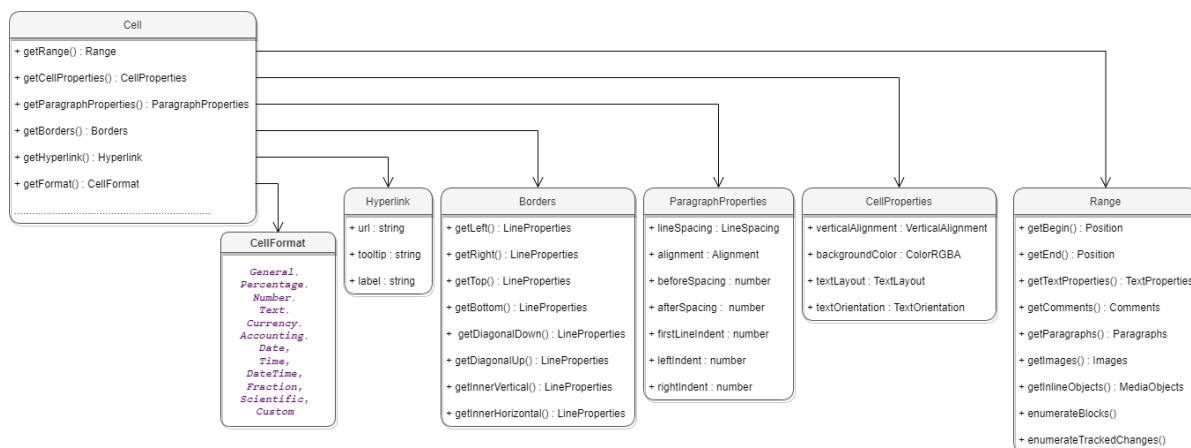 Cell
+ getRange() : Range
+ getCellProperties() : CellProperties
+ getParagraphProperties() : ParagraphProperties
+ getBorders() : Borders
+ getHyperlink() : Hyperlink
+ getFormat() : CellFormat
................................................................................
CellFormat
General.
Percentage.
Number.
Text.
Currency.
Accounting.
Date,
Time,
DateTime,
Fraction,
Scientific,
Custom
Hyperlink
+ url : string
+ tooltip : string
+ label : string
Borders
+ getLeft() : LineProperties
+ getRight() : LineProperties
+ getTop() : LineProperties
+ getBottom() : LineProperties
+ getDiagonalDown() : LineProperties
+ getDiagonalUp() : LineProperties
+ getInnerVertical() : LineProperties
+ getInnerHorizontal() : LineProperties
ParagraphProperties
+ lineSpacing : LineSpacing
+ alignment : Alignment
+ beforeSpacing : number
+ afterSpacing : number
+ firstLineIndent : number
+ leftIndent : number
+ rightIndent : number
CellProperties
+ verticalAlignment : VerticalAlignment
+ backgroundColor : ColorRGBA
+ textLayout : TextLayout
+ textOrientation : TextOrientation
Range
+ getBegin() : Position
+ getEnd() : Position
+ getTextProperties() : TextProperties
+ getComments() : Comments
+ getParagraphs() : Paragraphs
+ getImages() : Images
+ getInlineObjects() : MediaObjects
+ enumerateBlocks()
+ enumerateTrackedChanges()